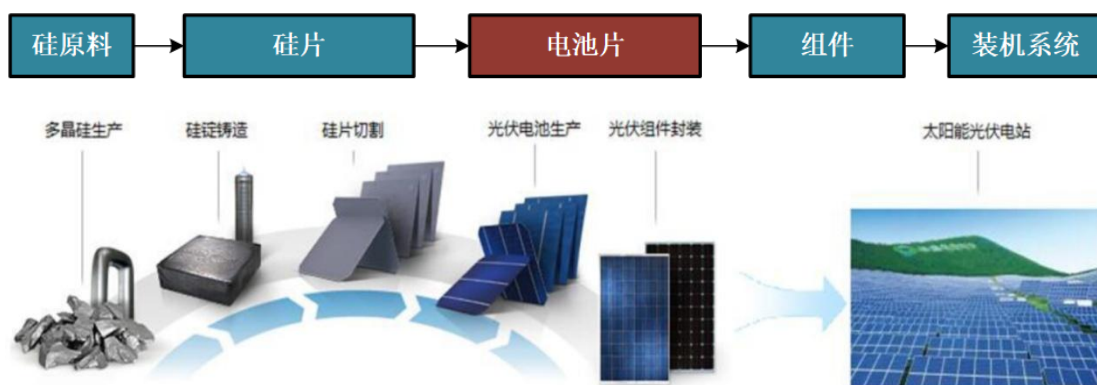 硅原料
硅片
电池片
组件
装机系统
多晶硅生产
硅锭铸造
硅片切割
光伏电池生产
光伏组件封装
太阳能光伏电站